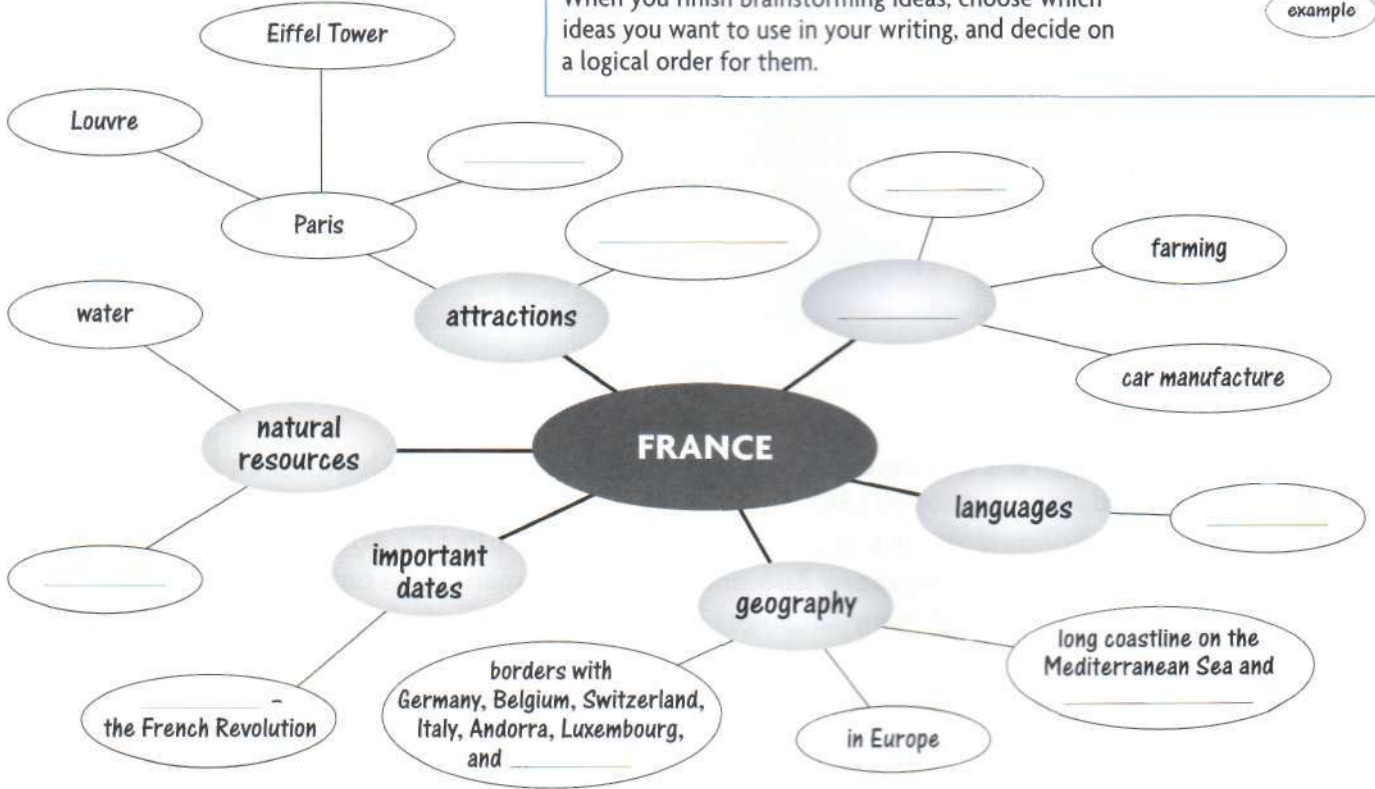 When you finish brainstorming ideas, choose which
ideas you want to use in your writing, and decide on
a logical order for them.
example
Eiffel Tower
Louvre
Paris
attractions
farming
car manufacture
water
natural
resources
FRANCE
languages
important
dates
geography
–
the French Revolution
borders with
Germany, Belgium, Switzerland,
Italy, Andorra, Luxembourg,
and
in Europe
long coastline on the
Mediterranean Sea and